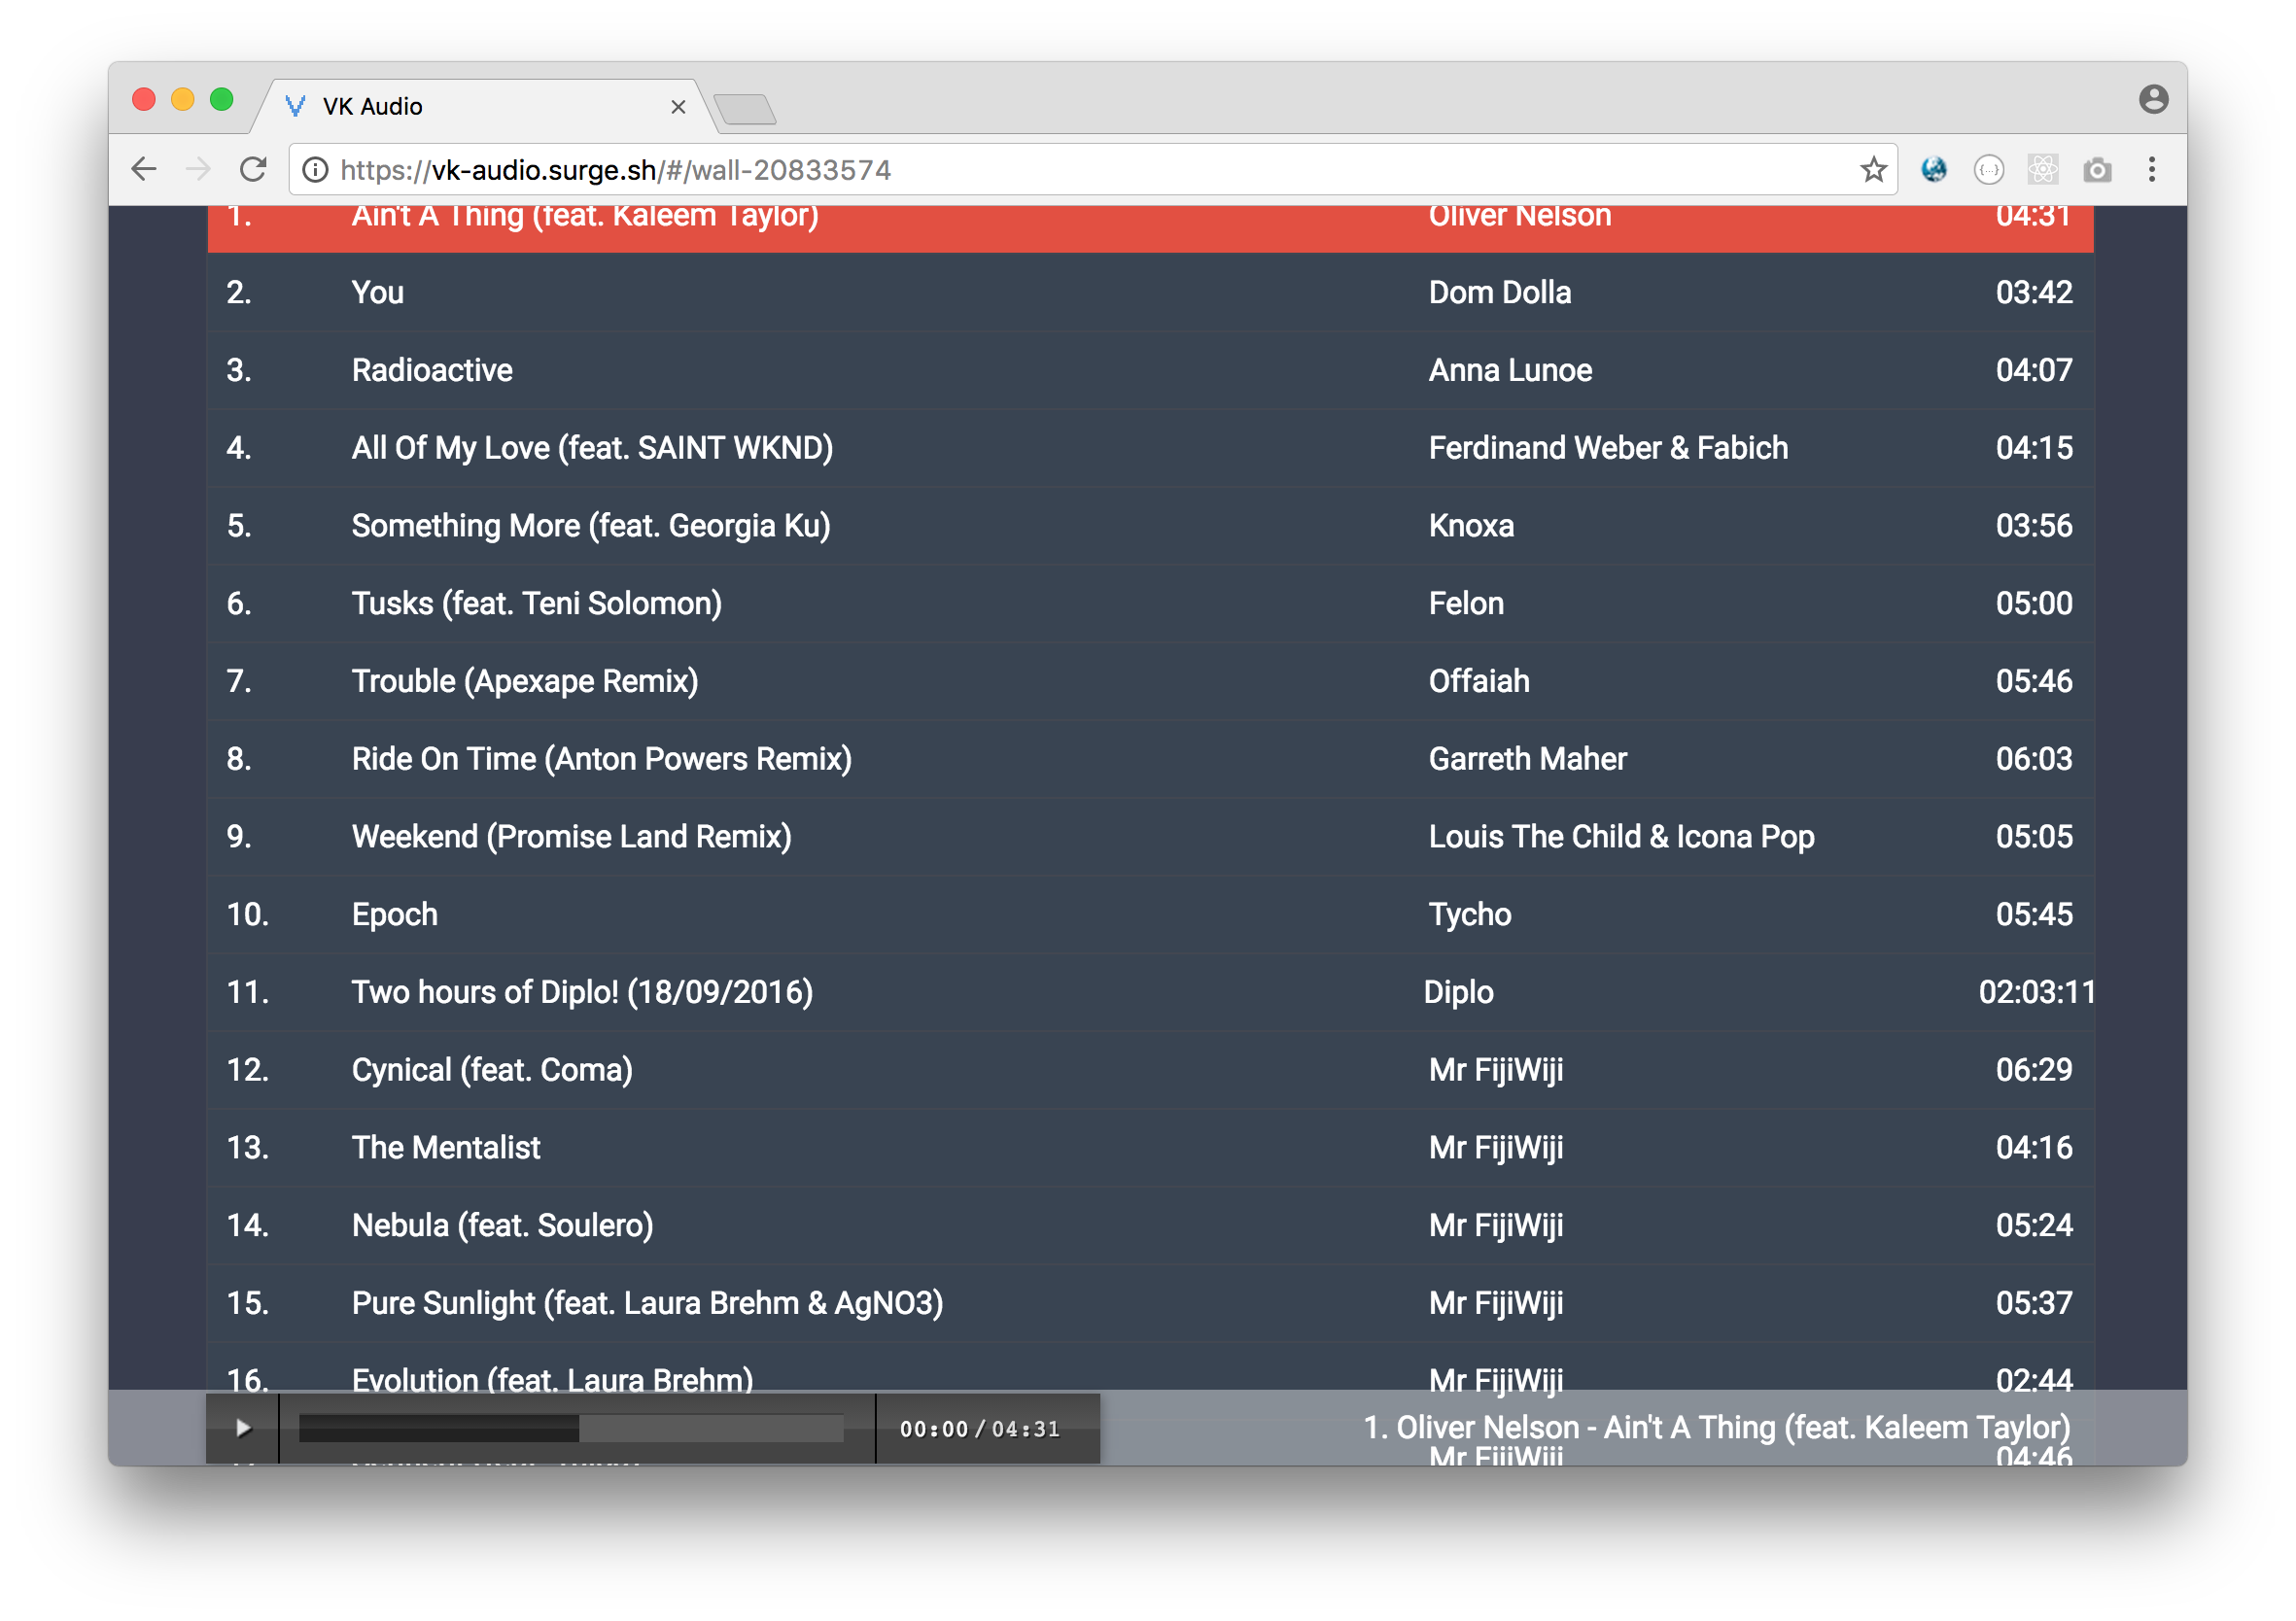 VK Audio
https://vk-audio.surge.sh/#/wall-20833574
1. Ain't A Thing (feat. Kaleem Taylor) Oliver Nelson 04:31
2. You Dom Dolla 03:42
3. Radioactive Anna Lunoe 04:07
4. All Of My Love (feat. SAINT WKND) Ferdinand Weber & Fabich 04:15
5. Something More (feat. Georgia Ku) Knoxa 03:56
6. Tusks (feat. Teni Solomon) Felon 05:00
7. Trouble (Apexape Remix) Offaiah 05:46
8. Ride On Time (Anton Powers Remix) Garreth Maher 06:03
9. Weekend (Promise Land Remix) Louis The Child & Icona Pop 05:05
10. Epoch Tycho 05:45
11. Two hours of Diplo! (18/09/2016) Diplo 02:03:11
12. Cynical (feat. Coma) Mr FijiWiji 06:29
13. The Mentalist Mr FijiWiji 04:16
14. Nebula (feat. Soulero) Mr FijiWiji 05:24
15. Pure Sunlight (feat. Laura Brehm & AgNO3) Mr FijiWiji 05:37
16. Evolution (feat. Laura Brehm) Mr FijiWiji 02:44
00:00/04:31 1. Oliver Nelson - Ain't A Thing (feat. Kaleem Taylor)
Mr FijiWiji 04:46